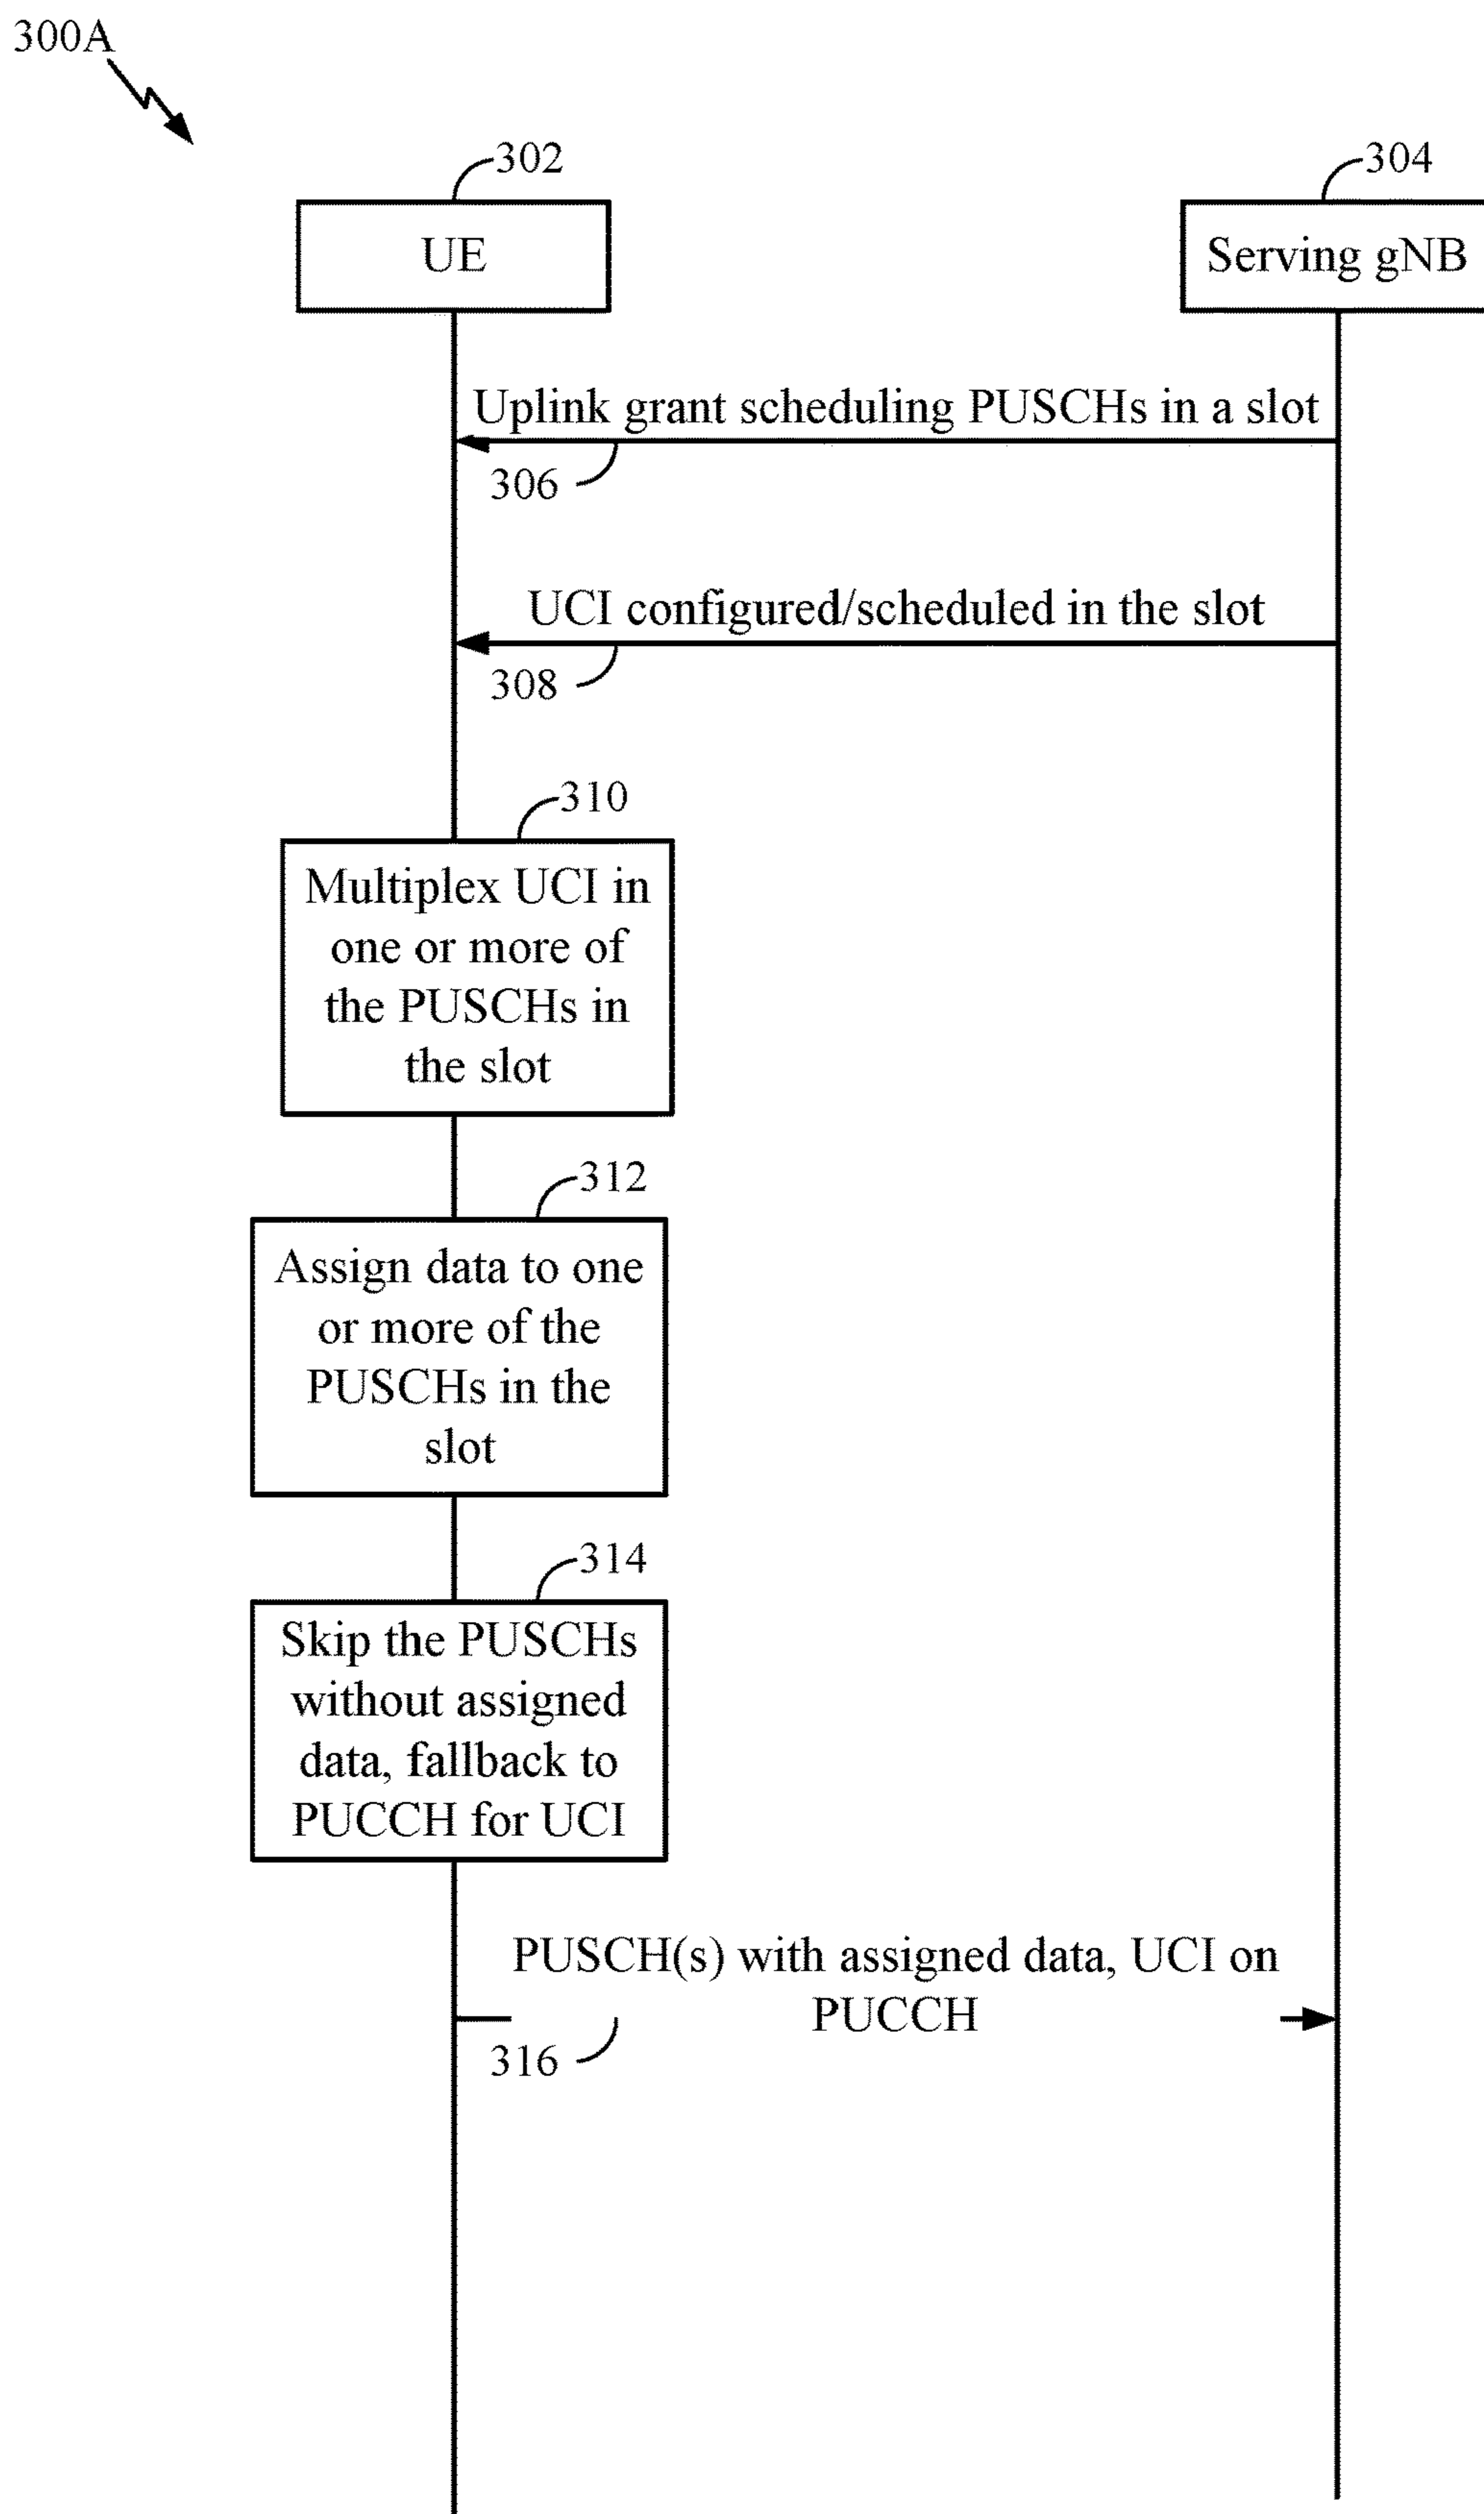 300A
302
304
UE
Serving gNB
Uplink grant scheduling PUSCHs in a slot
306
UCI configured/scheduled in the slot
308
310
Multiplex UCI in
one or more of
the PUSCHs in
the slot
312
Assign data to one
or more of the
PUSCHs in the
slot
314
Skip the PUSCHs
without assigned
data, fallback to
PUCCH for UCI
PUSCH(s) with assigned data, UCI on
PUCCH
316